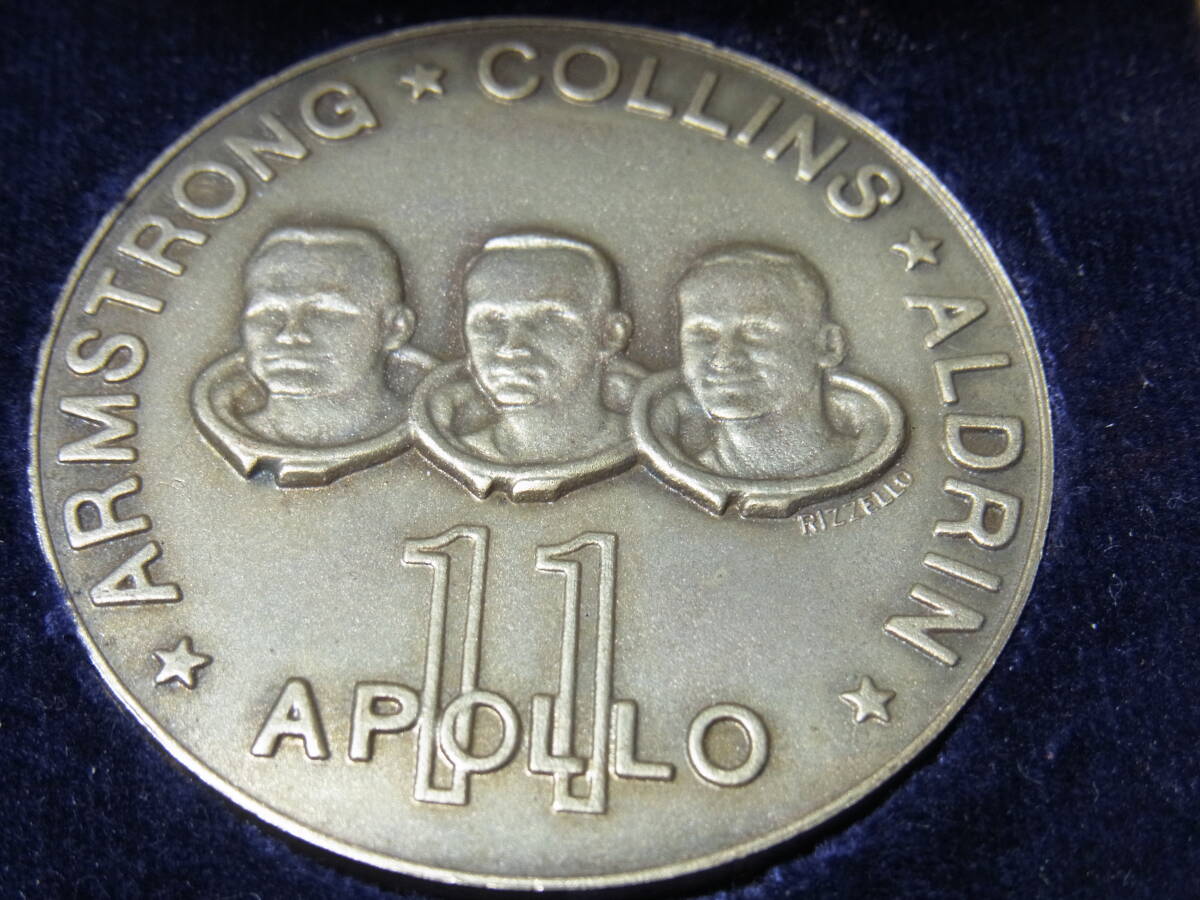 ARMSTRONG ★ COLLINS ★ ALDRIN
RIZZELLO
11
APOLLO